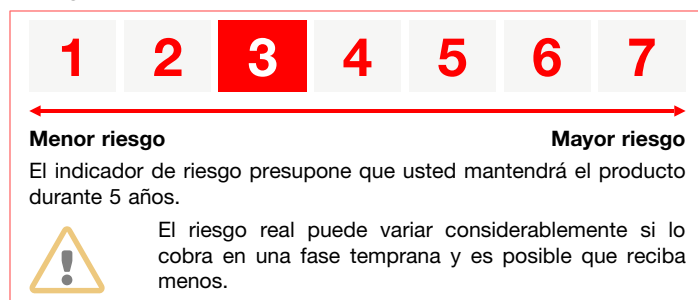 1 2 3 4 5 6 7
Menor riesgo Mayor riesgo
El indicador de riesgo presupone que usted mantendrá el producto
durante 5 años.
El riesgo real puede variar considerablemente si lo
cobra en una fase temprana y es posible que reciba
menos.